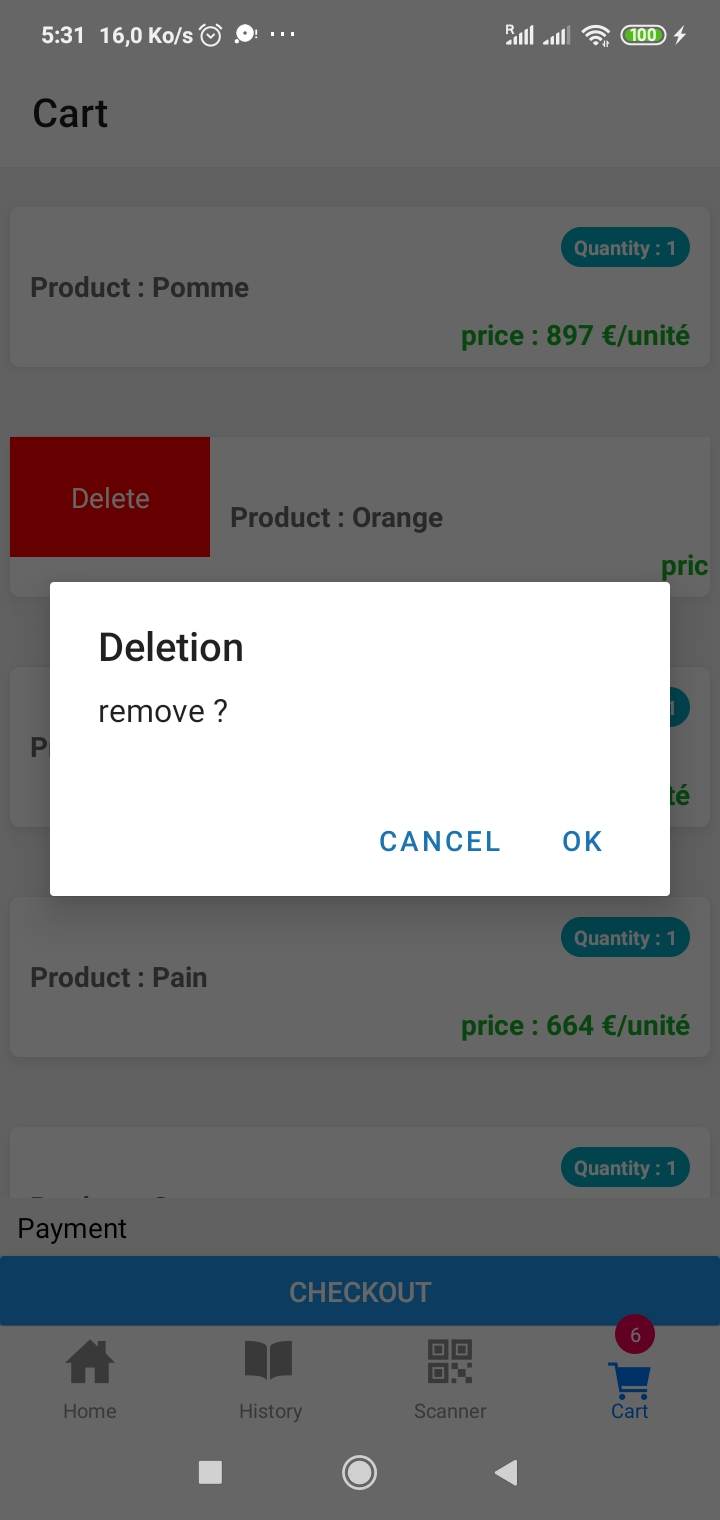 5:31 16,0 Ko/s
R
100
Cart
Quantity : 1
Product : Pomme
price : 897 €/unité
Delete
Product : Orange
pric
Deletion
remove ?
CANCEL OK
Quantity : 1
Product : Pain
price : 664 €/unité
Quantity : 1
Payment
CHECKOUT
6
Home History Scanner Cart